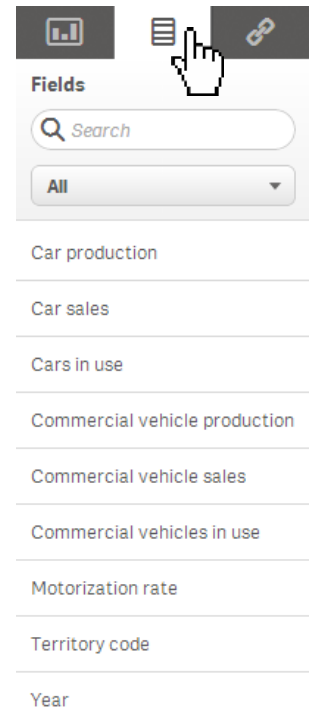 Fields
Search
All
Car production
Car sales
Cars in use
Commercial vehicle production
Commercial vehicle sales
Commercial vehicles in use
Motorization rate
Territory code
Year